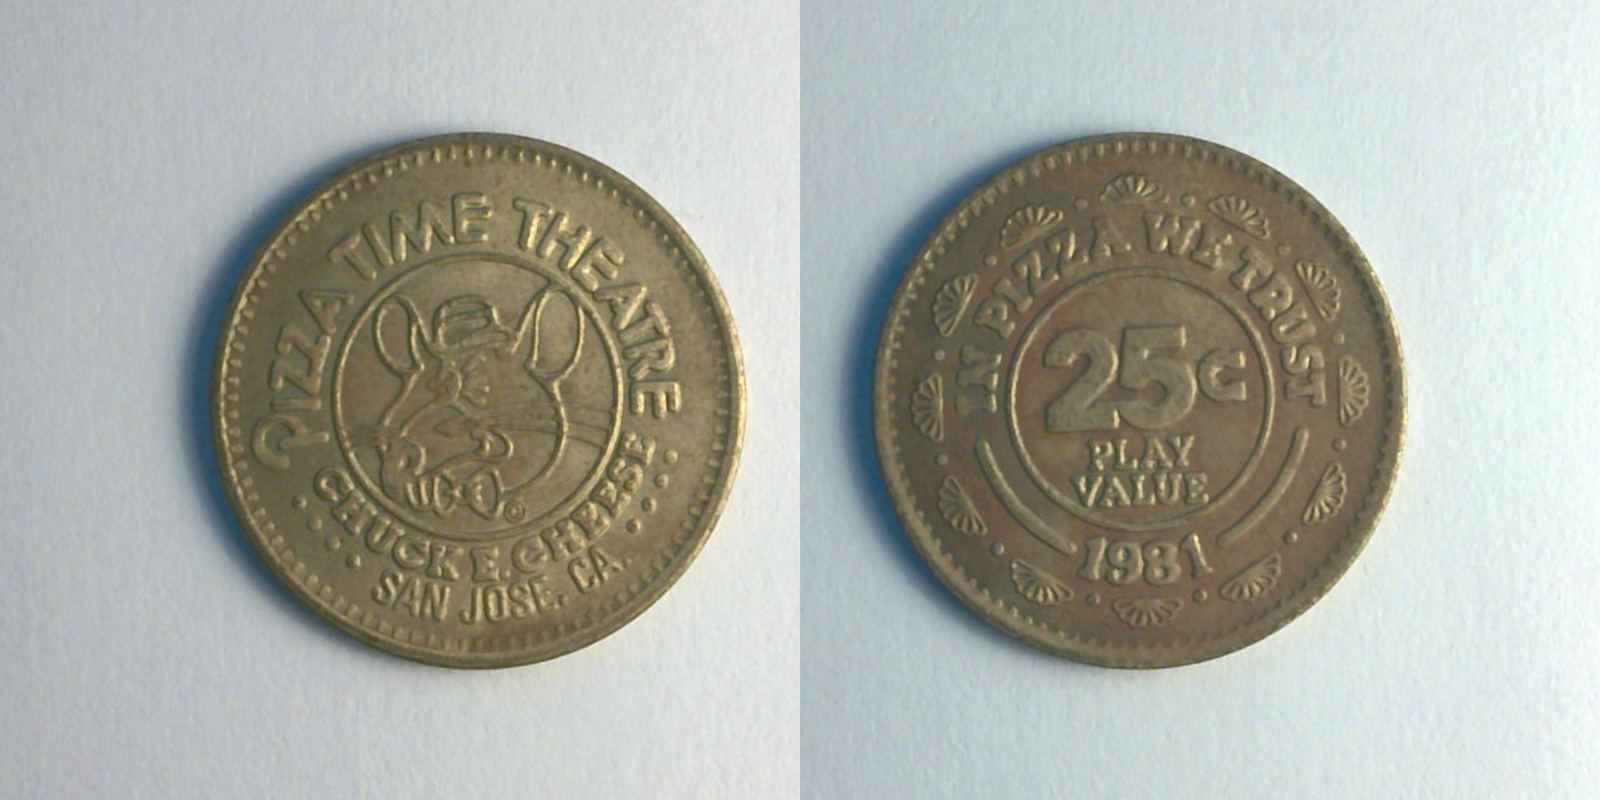 PIZZA TIME THEATRE
CHUCK E. CHEESE
SAN JOSE, CA.
©
IN PIZZA WE TRUST
25¢
PLAY
VALUE
1981